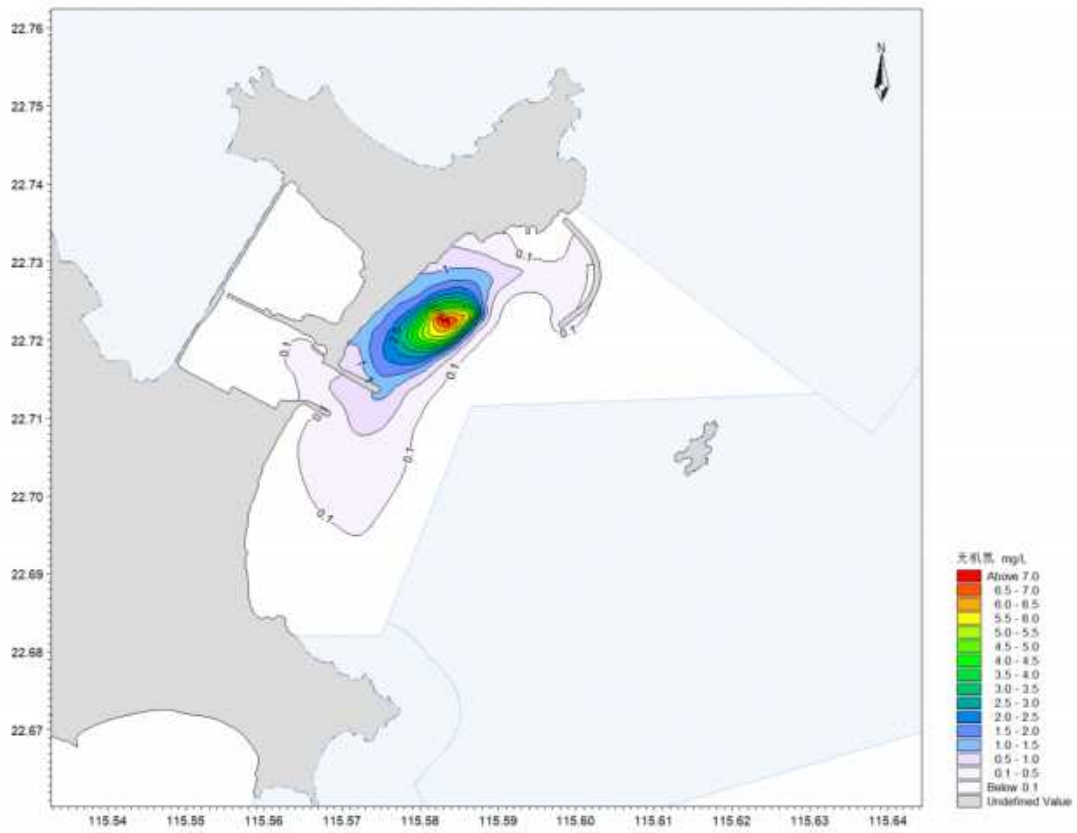 22.76
N
22.75
22.74
22.73
0.1
1
22.72
0.1
0.1
1
0.1
22.71
0.1
22.70
0.1
22.69
22.68
22.67
无机氮 mg/L
Above 7.0
6.5 - 7.0
6.0 - 6.5
5.5 - 6.0
5.0 - 5.5
4.5 - 5.0
4.0 - 4.5
3.5 - 4.0
3.0 - 3.5
2.5 - 3.0
2.0 - 2.5
1.5 - 2.0
1.0 - 1.5
0.5 - 1.0
0.1 - 0.5
Below 0.1
Undefined Value
115.54 115.55 115.56 115.57 115.58 115.59 115.60 115.61 115.62 115.63 115.64